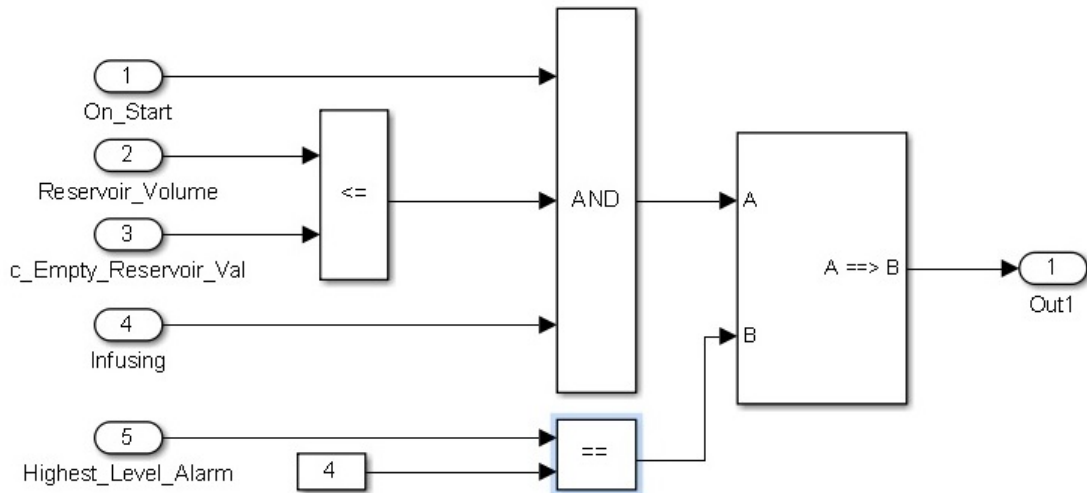 1
On_Start
2
Reservoir_Volume
3
c_Empty_Reservoir_Val
<=
4
Infusing
AND
5
Highest_Level_Alarm
4
==
A
A ==> B
B
1
Out1